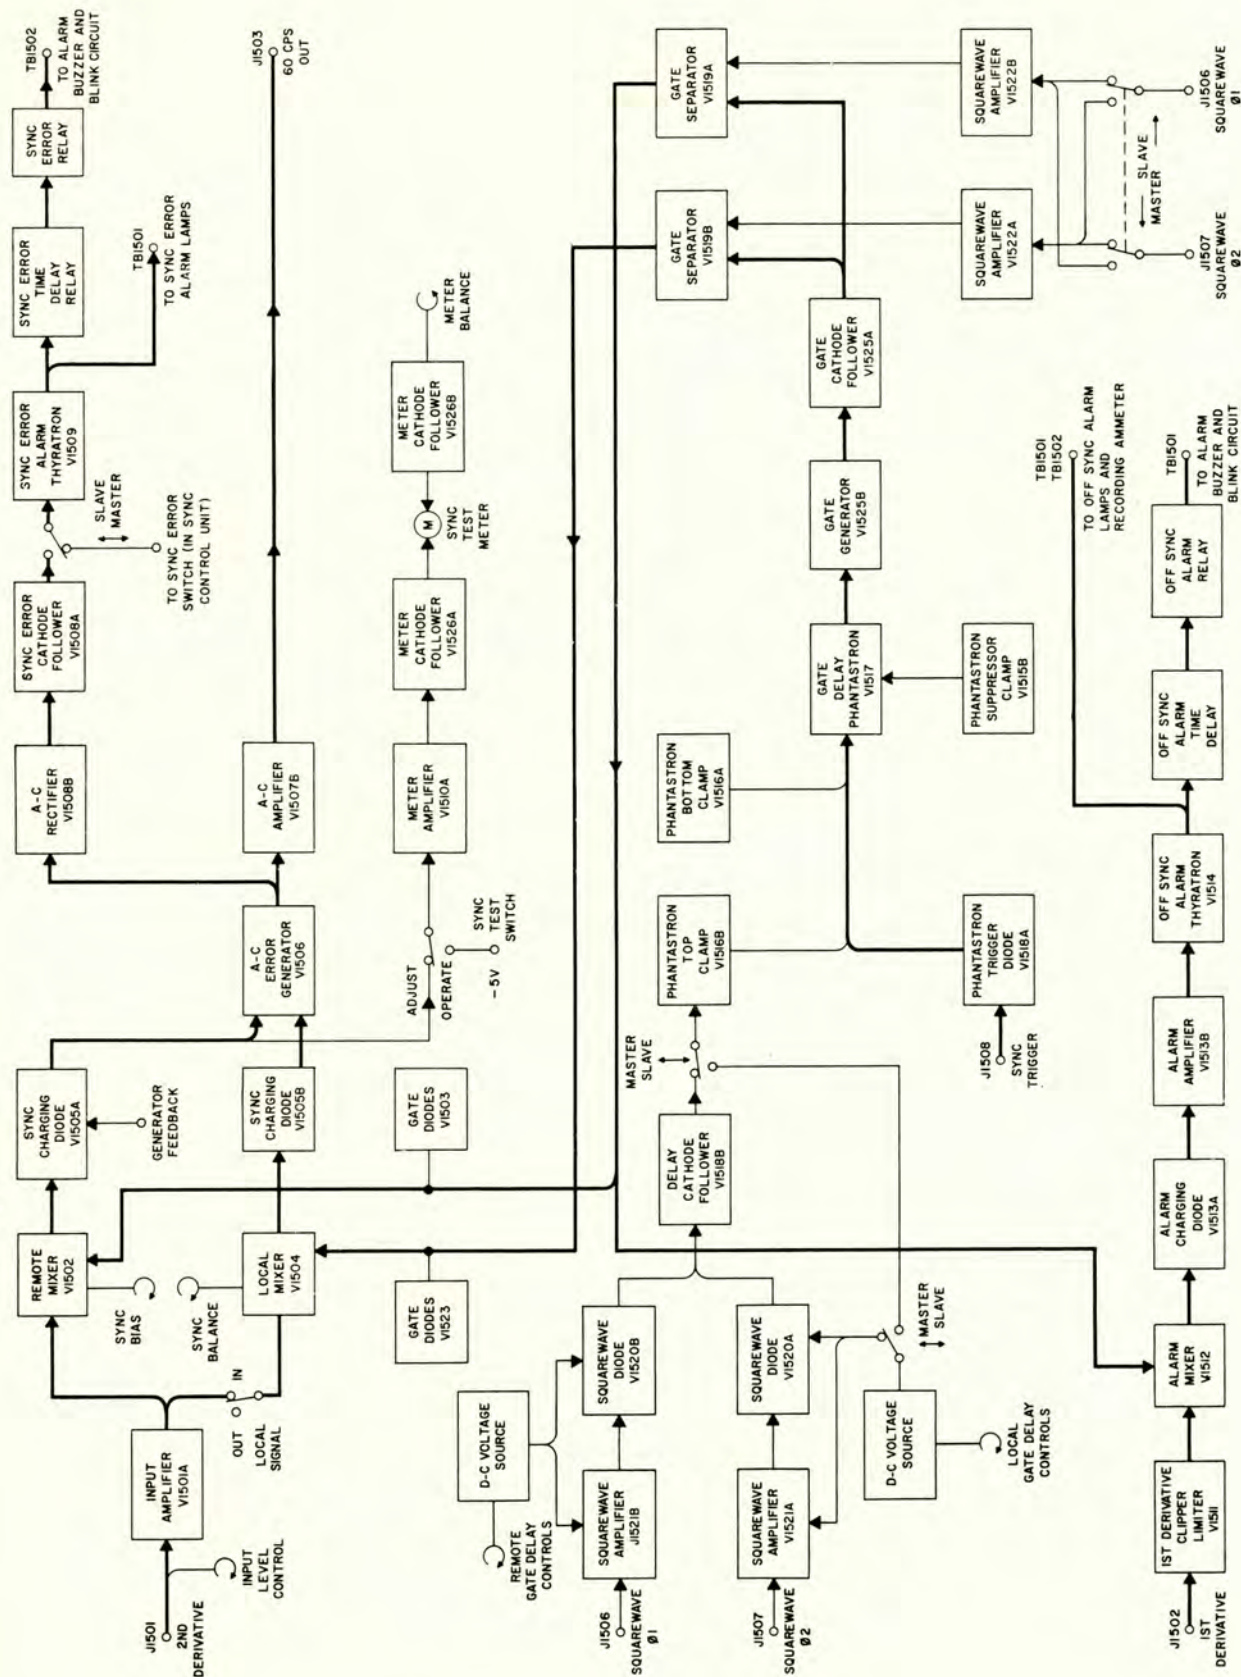 J1501
2ND
DERIVATIVE
INPUT
LEVEL
CONTROL
INPUT
AMPLIFIER
V1501A
OUT
IN
LOCAL
SIGNAL
REMOTE
MIXER
V1502
SYNC
BIAS
SYNC
BALANCE
LOCAL
MIXER
V1504
GATE
DIODES
V1523
SYNC
CHARGING
DIODE
V1505A
GENERATOR
FEEDBACK
SYNC
CHARGING
DIODE
V1505B
GATE
DIODES
V1503
A-C
ERROR
GENERATOR
V1506
ADJUST
OPERATE
-5V
SYNC
TEST
SWITCH
A-C
RECTIFIER
V1508B
A-C
AMPLIFIER
V1507B
METER
AMPLIFIER
V1510A
SYNC ERROR
CATHODE
FOLLOWER
V1508A
SLAVE
MASTER
TO SYNC ERROR
SWITCH (IN SYNC
CONTROL UNIT)
METER
CATHODE
FOLLOWER
V1526A
SYNC
TEST
METER
M
METER
CATHODE
FOLLOWER
V1526B
METER
BALANCE
SYNC ERROR
ALARM
THYRATRON
V1509
SYNC ERROR
TIME
DELAY
RELAY
TB1501
TO SYNC ERROR
ALARM LAMPS
SYNC
ERROR
RELAY
TB1502
TO ALARM
BUZZER AND
BLINK CIRCUIT
J1503
60 CPS
OUT
D-C VOLTAGE
SOURCE
REMOTE
GATE DELAY
CONTROLS
J1506
SQUAREWAVE
Ø1
SQUAREWAVE
AMPLIFIER
J1521B
SQUAREWAVE
DIODE
V1520B
J1507
SQUAREWAVE
Ø2
SQUAREWAVE
AMPLIFIER
V1521A
SQUAREWAVE
DIODE
V1520A
MASTER
SLAVE
D-C VOLTAGE
SOURCE
LOCAL
GATE DELAY
CONTROLS
DELAY
CATHODE
FOLLOWER
V1518B
MASTER
SLAVE
PHANTASTRON
TOP
CLAMP
V1516B
PHANTASTRON
BOTTOM
CLAMP
V1516A
J1508
SYNC
TRIGGER
PHANTASTRON
TRIGGER
DIODE
V1518A
GATE
DELAY
PHANTASTRON
V1517
PHANTASTRON
SUPPRESSOR
CLAMP
V1515B
GATE
GENERATOR
V1525B
GATE
CATHODE
FOLLOWER
V1525A
GATE
SEPARATOR
V1519B
GATE
SEPARATOR
V1519A
SQUAREWAVE
AMPLIFIER
V1522A
SQUAREWAVE
AMPLIFIER
V1522B
SLAVE
MASTER
J1507
SQUAREWAVE
Ø2
J1506
SQUAREWAVE
Ø1
J1502
1ST
DERIVATIVE
1ST DERIVATIVE
CLIPPER
LIMITER
V1511
ALARM
MIXER
V1512
ALARM
CHARGING
DIODE
V1513A
ALARM
AMPLIFIER
V1513B
OFF SYNC
ALARM
THYRATRON
V1514
TB1501
TB1502
TO OFF SYNC ALARM
LAMPS AND
RECORDING AMMETER
OFF SYNC
ALARM
TIME
DELAY
OFF SYNC
ALARM
RELAY
TB1501
TO ALARM
BUZZER AND
BLINK CIRCUIT